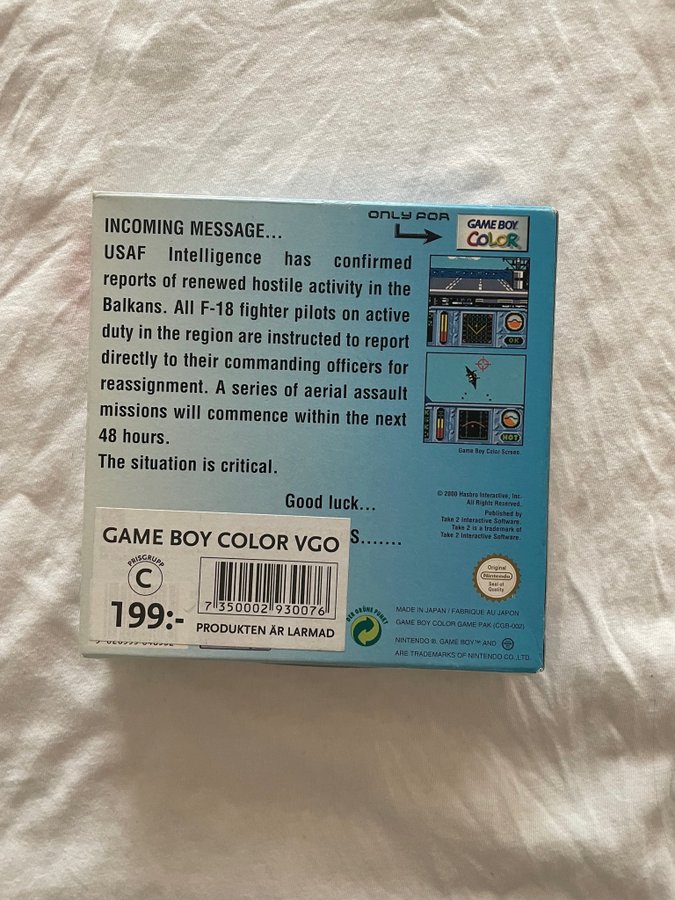 ONLY FOR
GAME BOY
COLOR
INCOMING MESSAGE...
USAF Intelligence has confirmed
reports of renewed hostile activity in the
Balkans. All F-18 fighter pilots on active
duty in the region are instructed to report
directly to their commanding officers for
reassignment. A series of aerial assault
missions will commence within the next
48 hours.
The situation is critical.
Good luck...
S.......
OK
HOT
Game Boy Color Screen.
© 2000 Hasbro Interactive, Inc.
All Rights Reserved.
Published by
Take 2 Interactive Software.
Take 2 is a trademark of
Take 2 Interactive Software.
Original
Nintendo
Seal of
Quality
GAME BOY COLOR VGO
PRISGRUPP
C
199:-
7 350002 930076
PRODUKTEN ÄR LARMAD
DER GRÜNE PUNKT
MADE IN JAPAN / FABRIQUE AU JAPON
GAME BOY COLOR GAME PAK (CGB-002)
NINTENDO ®, GAME BOY™ AND
ARE TRADEMARKS OF NINTENDO CO.,LTD.